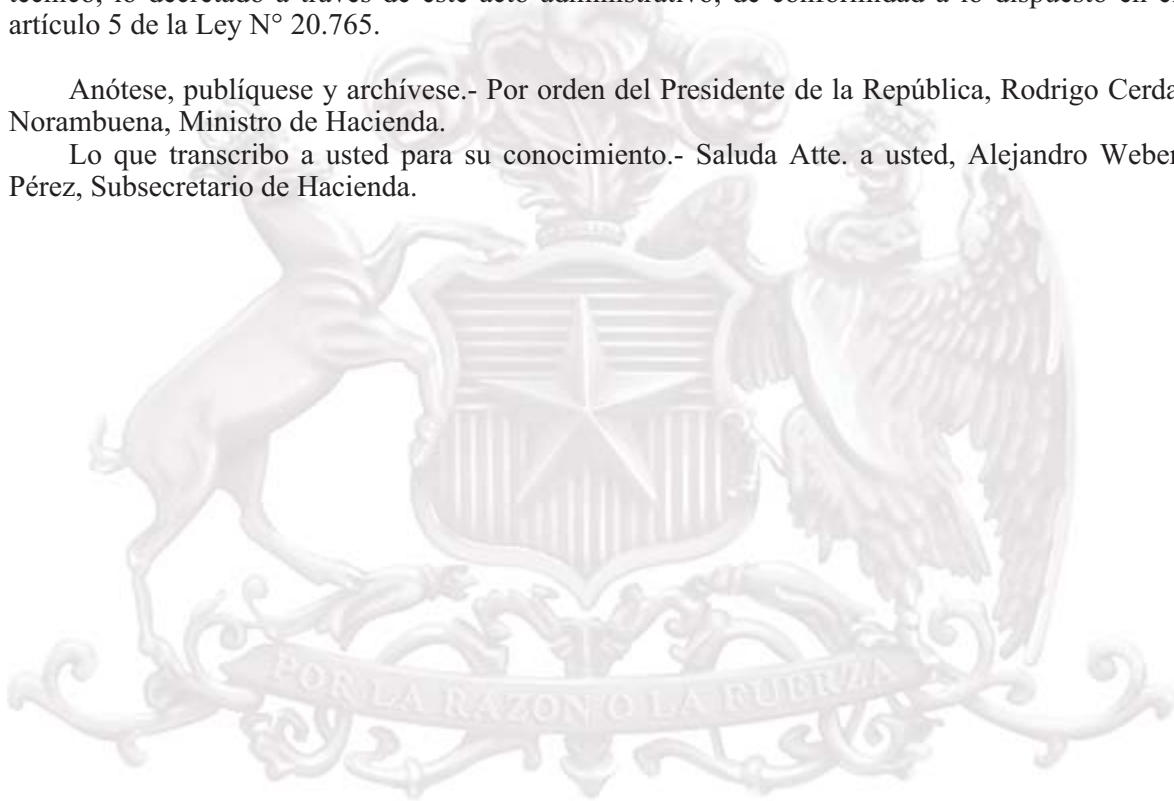 técnico, lo decretado a través de este acto administrativo, de conformidad a lo dispuesto en el
artículo 5 de la Ley N° 20.765.
Anótese, publíquese y archívese.- Por orden del Presidente de la República, Rodrigo Cerda
Norambuena, Ministro de Hacienda.
Lo que transcribo a usted para su conocimiento.- Saluda Atte. a usted, Alejandro Weber
Pérez, Subsecretario de Hacienda.
POR LA RAZON O LA FUERZA